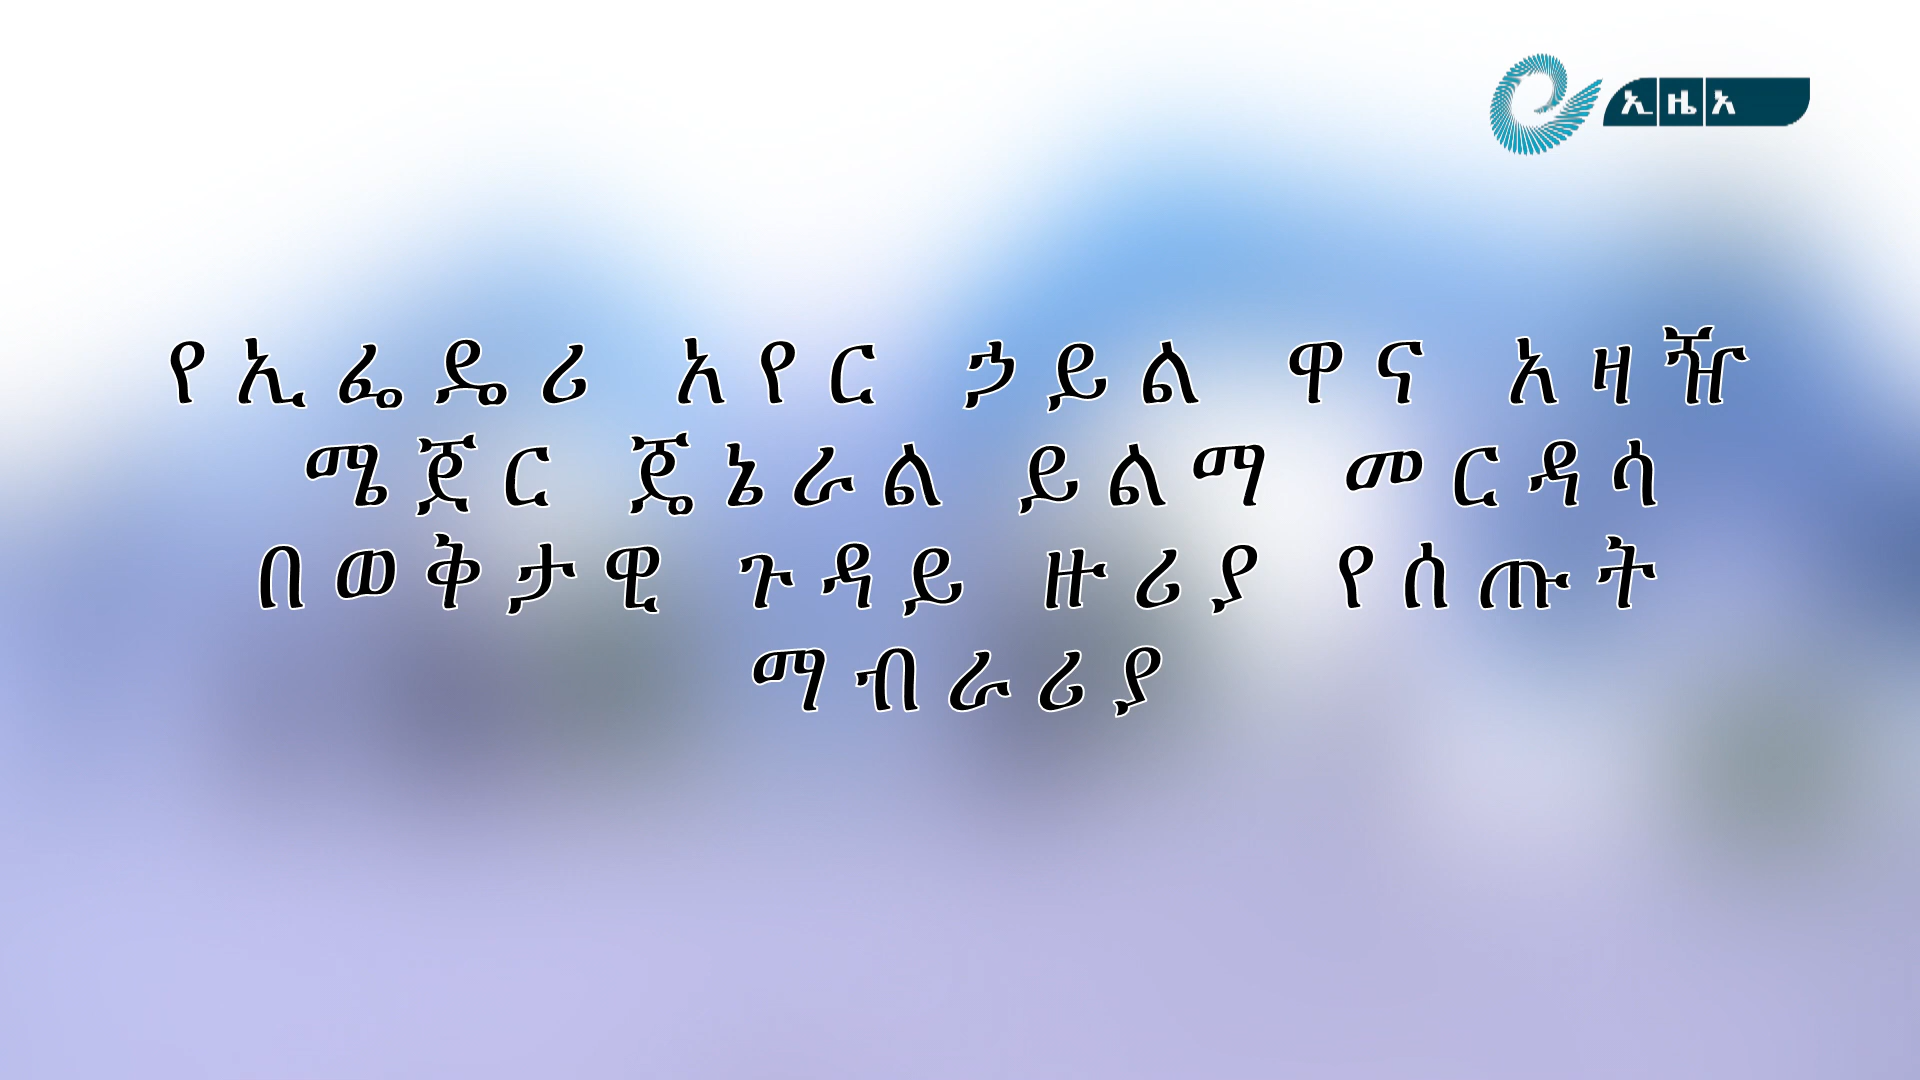 ኢዜአ
የኢፌዴሪ አየር ኃይል ዋና አዛዥ
ሜጀር ጄኔራል ይልማ መርዳሳ
በወቅታዊ ጉዳይ ዙሪያ የሰጡት
ማብራሪያ